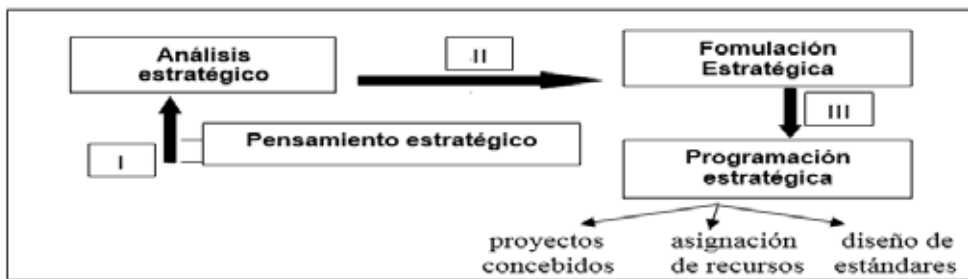 Análisis
estratégico
II
Fomulación
Estratégica
I
Pensamiento estratégico
III
Programación
estratégica
proyectos
concebidos
asignación
de recursos
diseño de
estándares